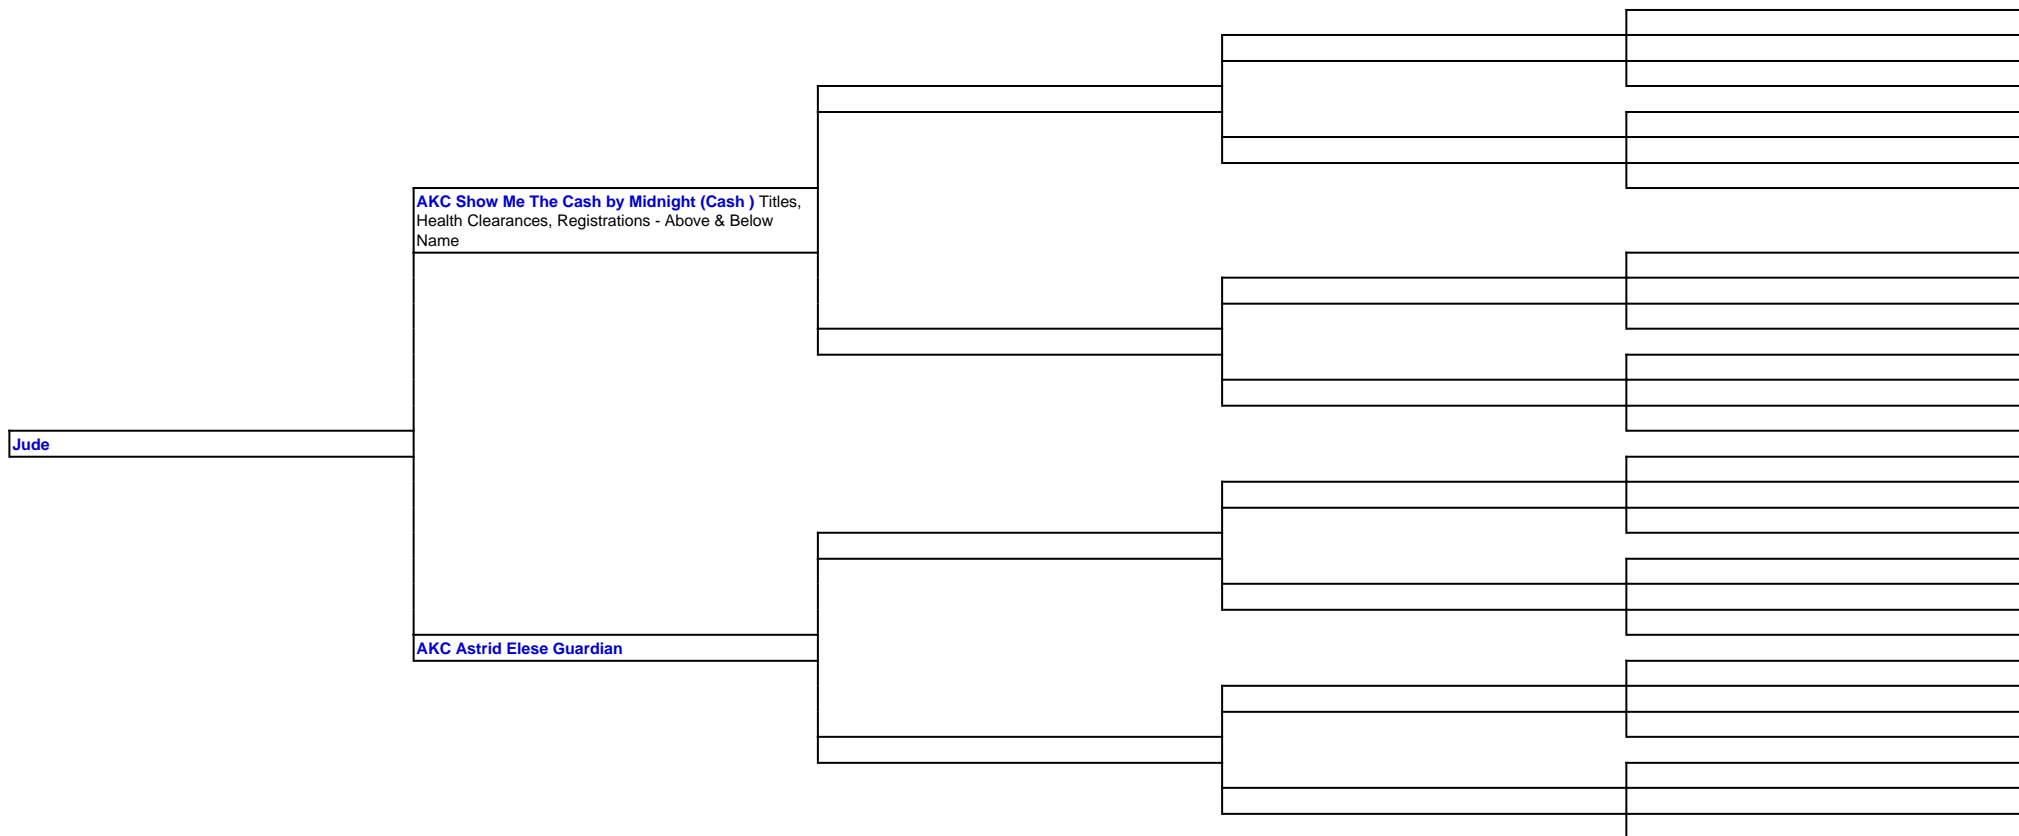 AKC Show Me The Cash by Midnight (Cash ) Titles,
Health Clearances, Registrations - Above & Below
Name
Jude
AKC Astrid Elese Guardian